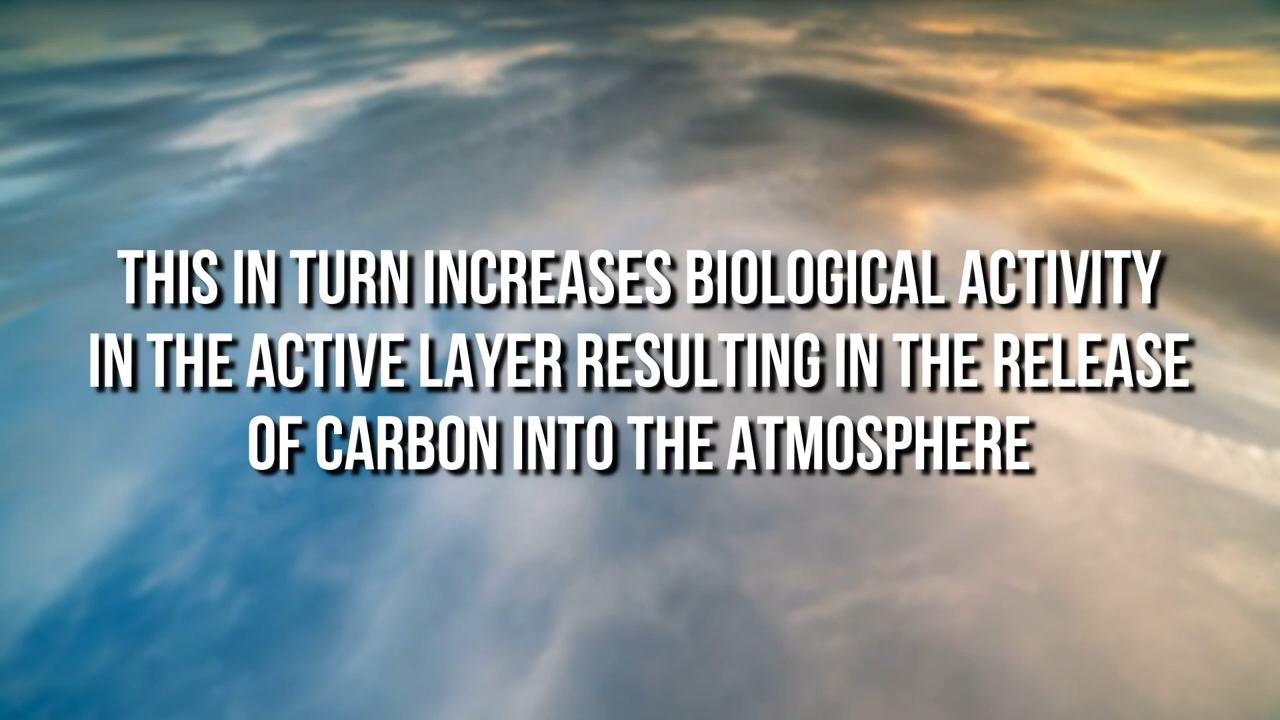 THIS IN TURN INCREASES BIOLOGICAL ACTIVITY
IN THE ACTIVE LAYER RESULTING IN THE RELEASE
OF CARBON INTO THE ATMOSPHERE